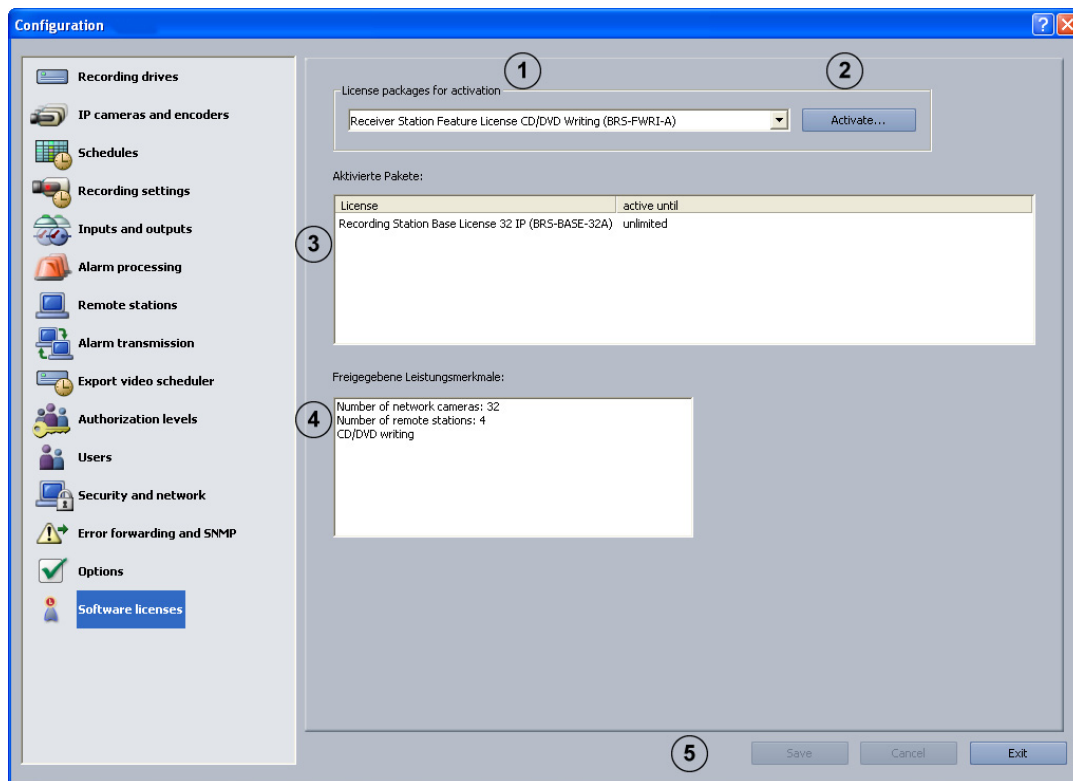 Configuration
Recording drives
IP cameras and encoders
Schedules
Recording settings
Inputs and outputs
Alarm processing
Remote stations
Alarm transmission
Export video scheduler
Authorization levels
Users
Security and network
Error forwarding and SNMP
Options
Software licenses
1
2
License packages for activation
Receiver Station Feature License CD/DVD Writing (BRS-FWRI-A)
Activate...
Aktivierte Pakete:
License active until
Recording Station Base License 32 IP (BRS-BASE-32A) unlimited
3
Freigegebene Leistungsmerkmale:
4
Number of network cameras: 32
Number of remote stations: 4
CD/DVD writing
5
Save Cancel Exit